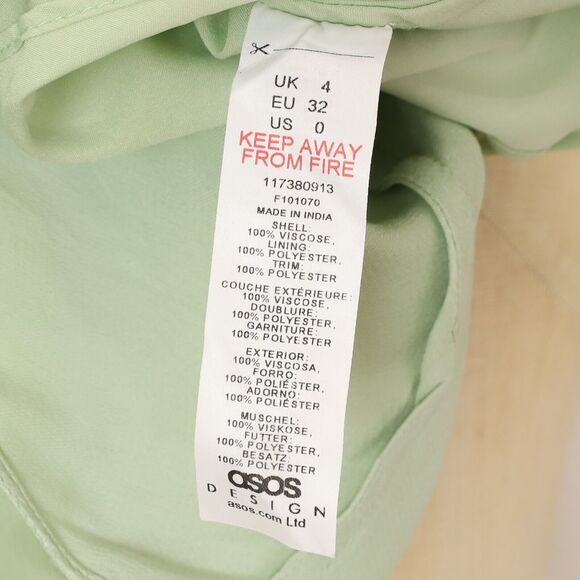 UK 4
EU 32
US 0
KEEP AWAY
FROM FIRE
117380913
F101070
MADE IN INDIA
SHELL:
100% VISCOSE,
LINING:
100% POLYESTER,
TRIM:
100% POLYESTER
COUCHE EXTÉRIEURE:
100% VISCOSE,
DOUBLURE:
100% POLYESTER,
GARNITURE:
100% POLYESTER
EXTERIOR:
100% VISCOSA,
FORRO:
100% POLIÉSTER,
ADORNO:
100% POLIÉSTER
MUSCHEL:
100% VISKOSE,
FUTTER:
100% POLYESTER,
BESATZ:
100% POLYESTER
asos
DESIGN
asos.com Ltd